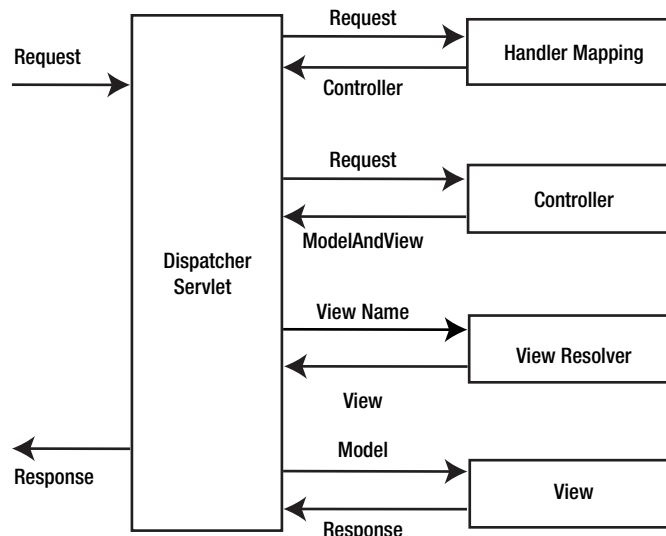 Request
Request
Handler Mapping
Controller
Request
Controller
ModelAndView
Dispatcher
Servlet
View Name
View Resolver
View
Model
Response
View
Response